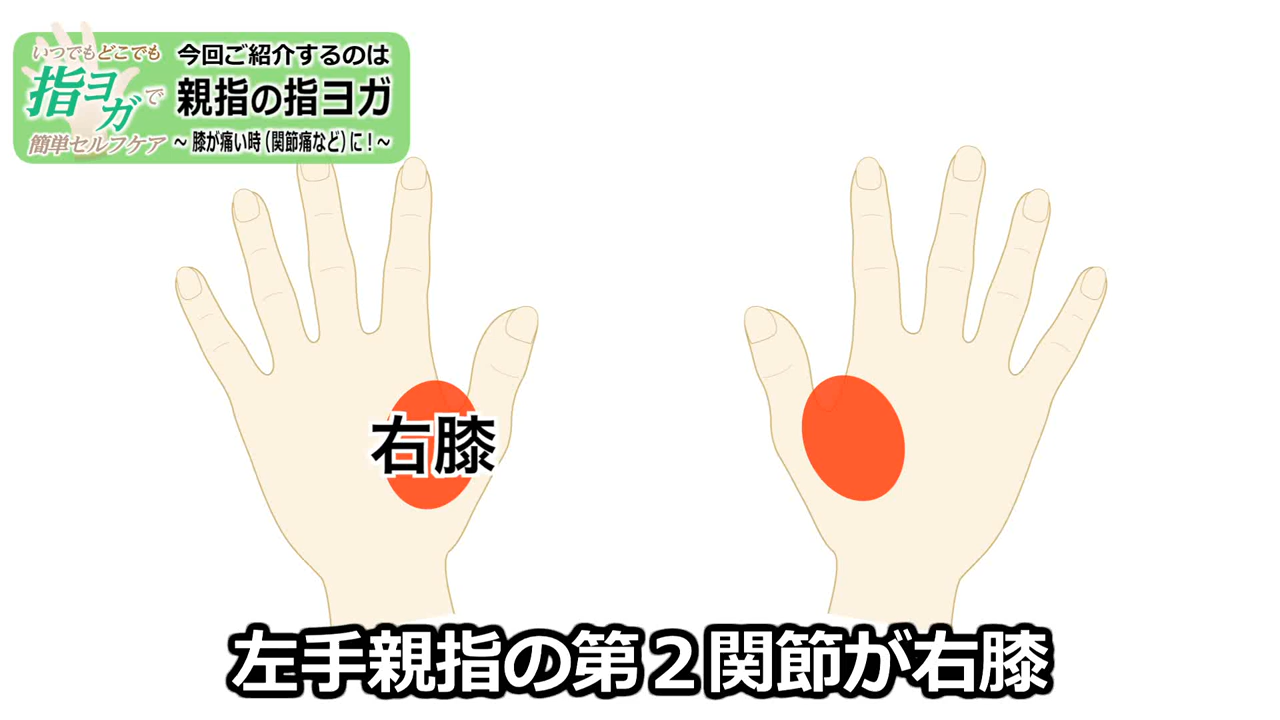 いつでもどこでも
指ヨガで
簡単セルフケア
今回ご紹介するのは
親指の指ヨガ
～膝が痛い時(関節痛など)に！～
右膝
左手親指の第２関節が右膝